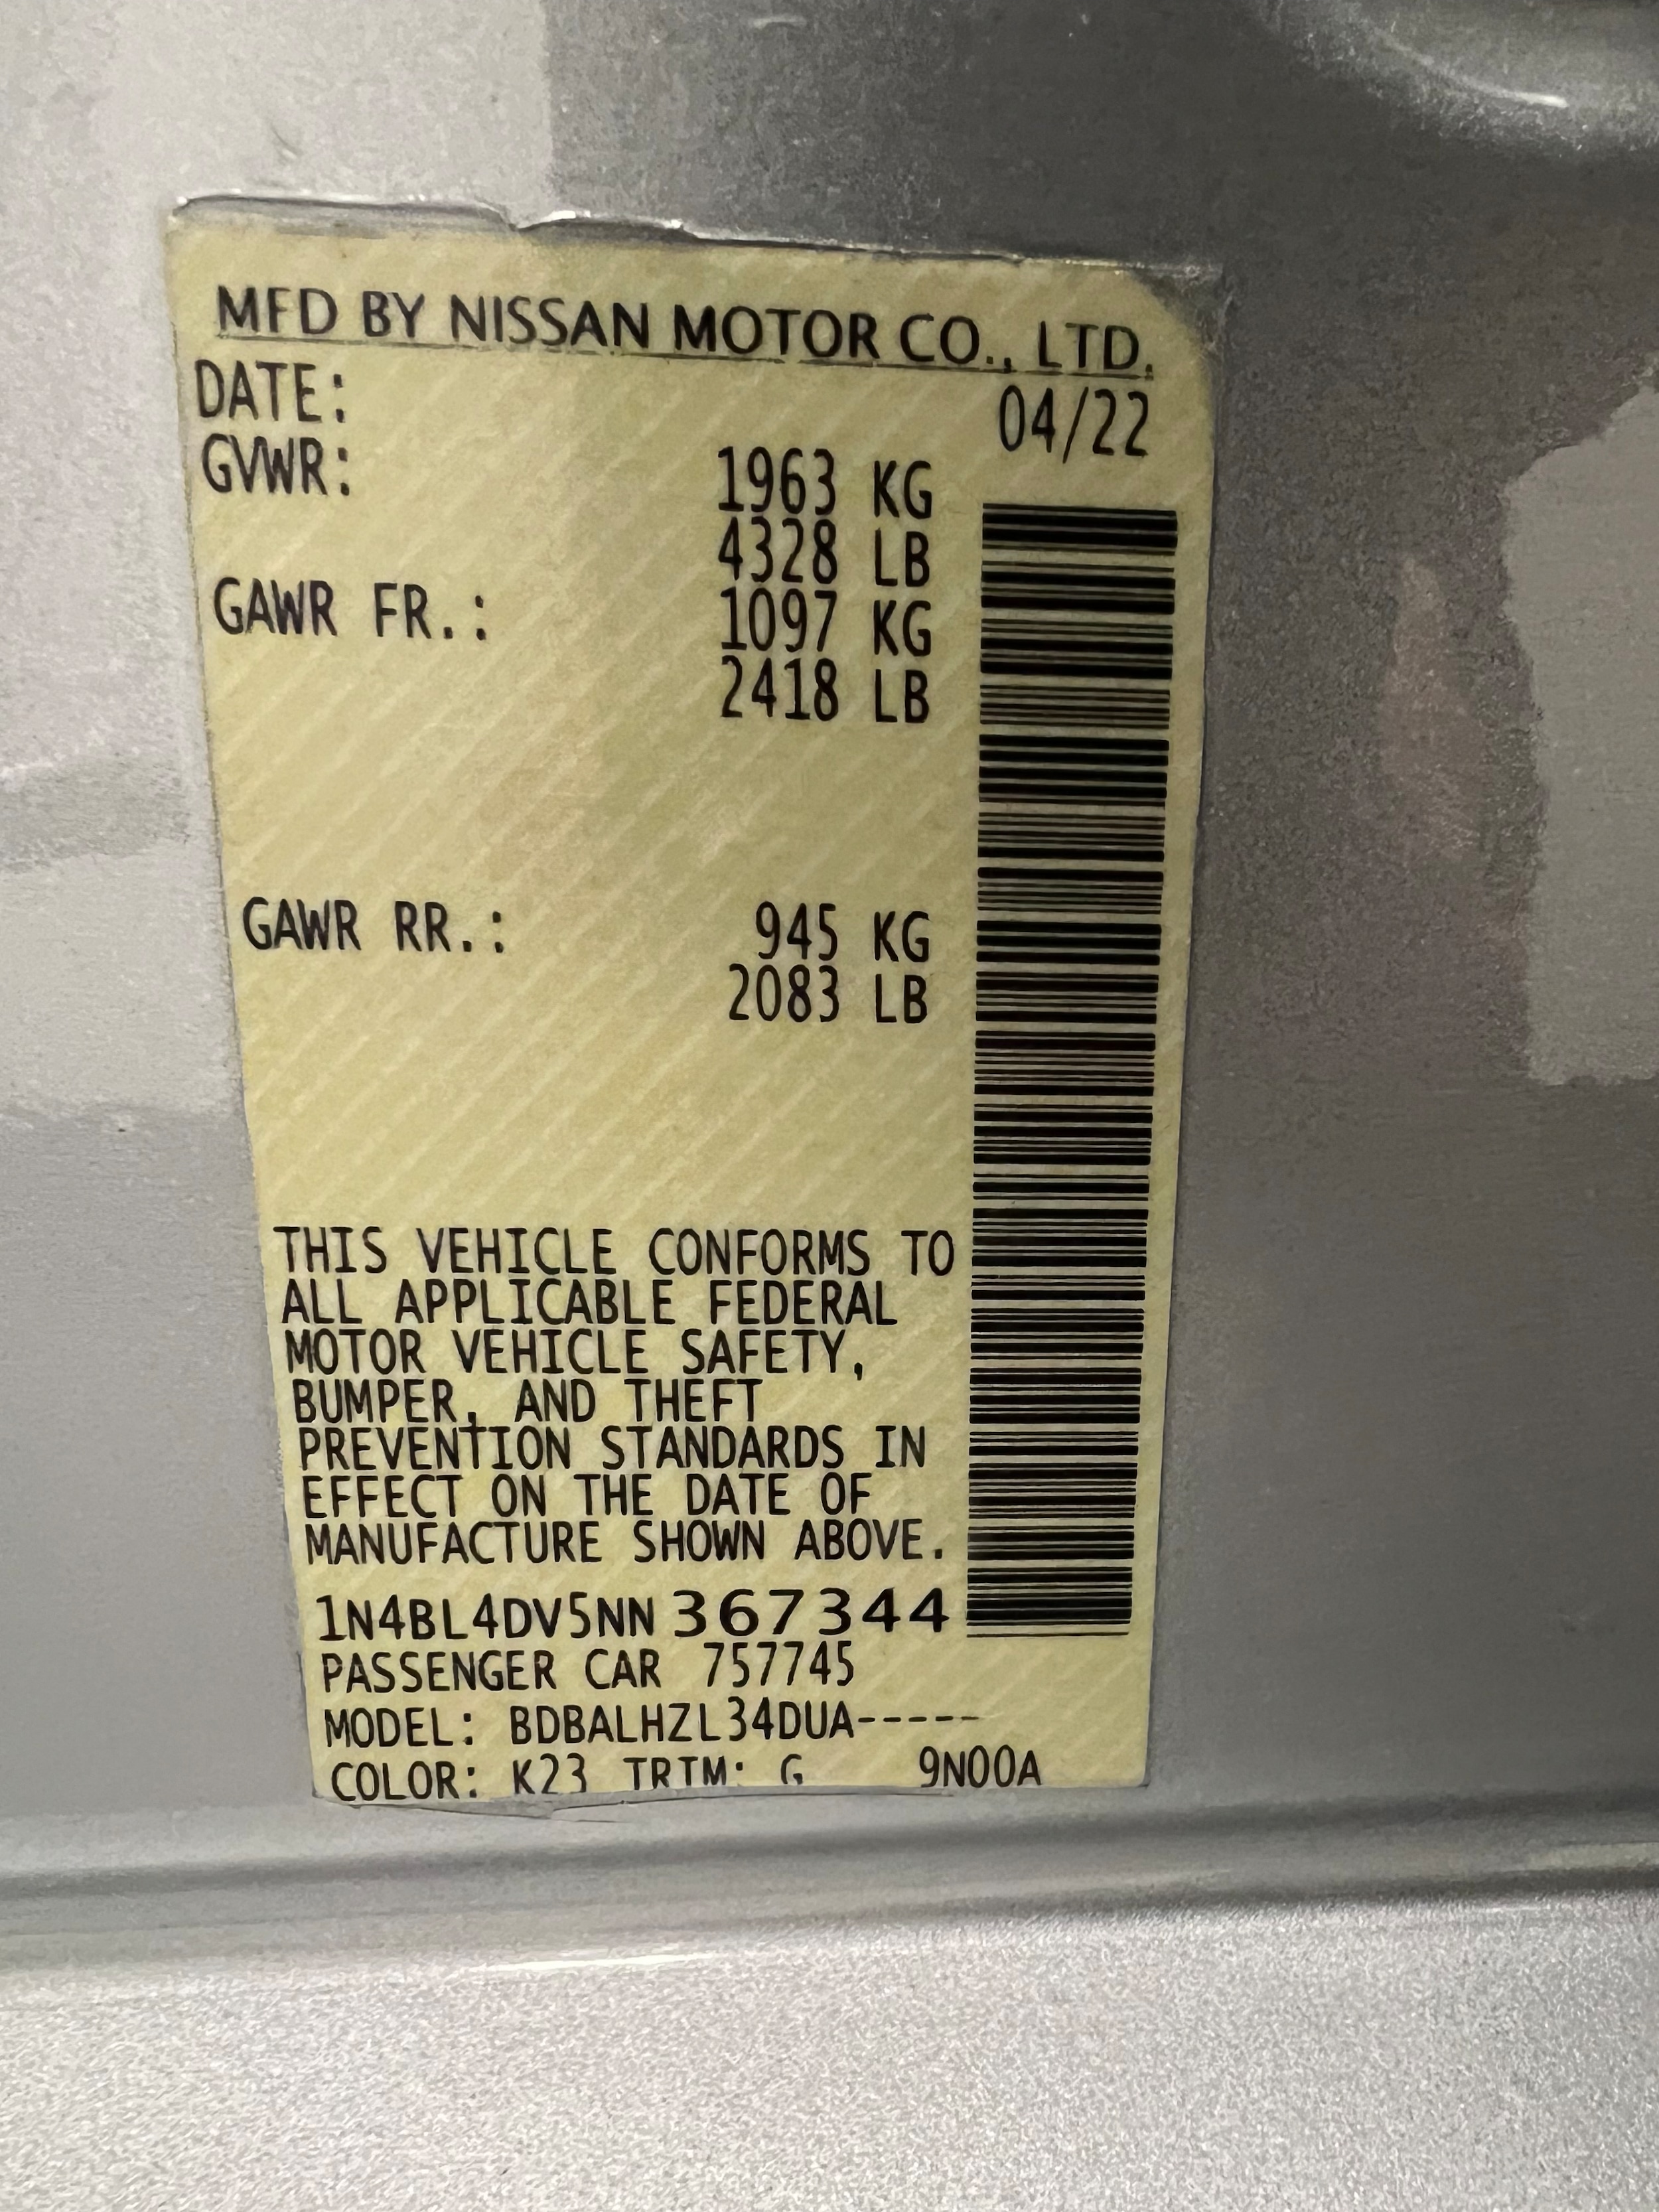 MFD BY NISSAN MOTOR CO., LTD.
DATE: 04/22
GVWR: 1963 KG
4328 LB
GAWR FR.: 1097 KG
2418 LB
GAWR RR.: 945 KG
2083 LB
THIS VEHICLE CONFORMS TO
ALL APPLICABLE FEDERAL
MOTOR VEHICLE SAFETY,
BUMPER, AND THEFT
PREVENTION STANDARDS IN
EFFECT ON THE DATE OF
MANUFACTURE SHOWN ABOVE.
1N4BL4DV5NN367344
PASSENGER CAR 757745
MODEL: BDBALHZL34DUA-----
COLOR: K23 TRIM: G 9N00A